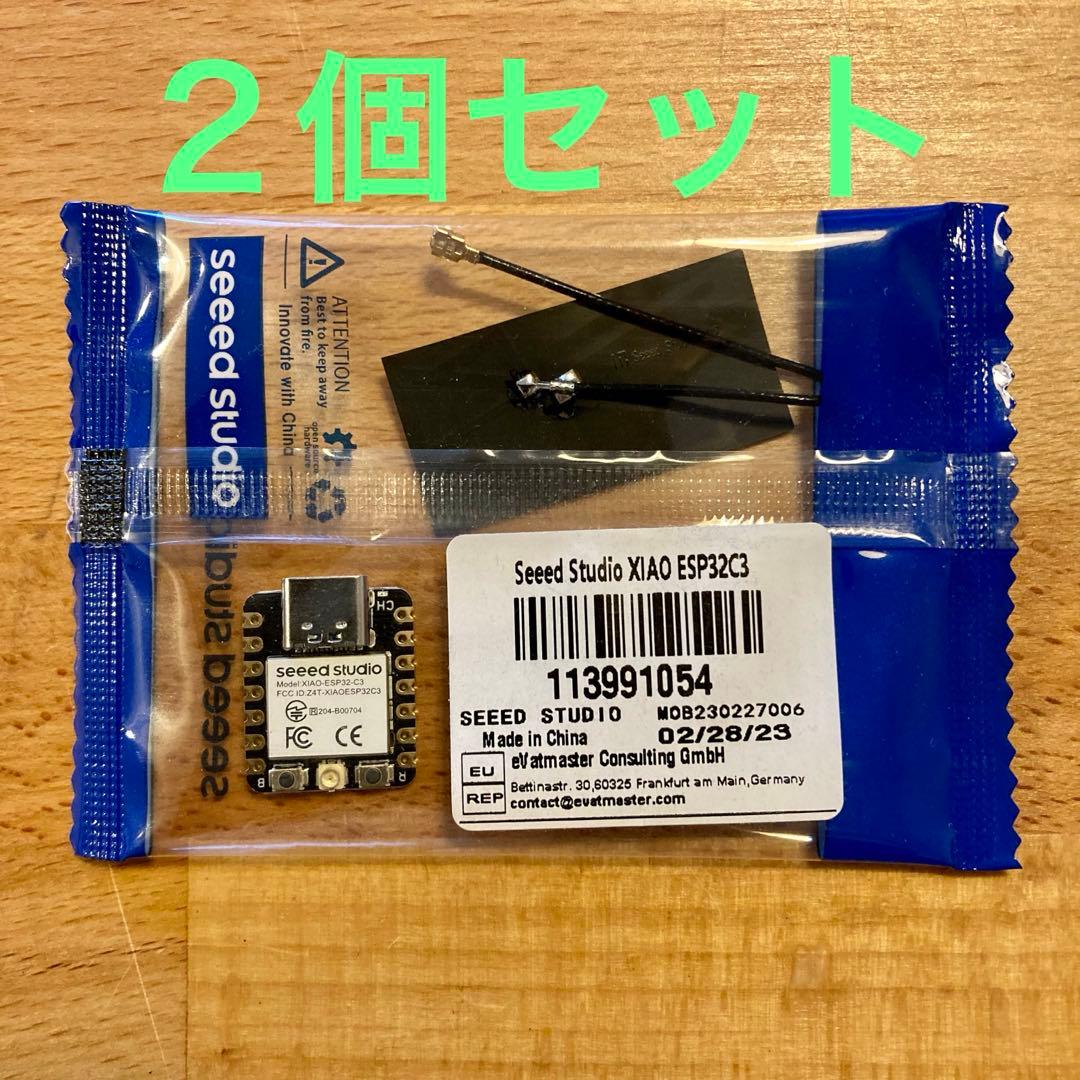 2個セット
seeed studio
ATTENTION
Best to keep away
from fire.
Innovate with China
open source
hardware
seeed studio
Seeed Studio XIAO ESP32C3
113991054
SEEED STUDIO MOB230227006
Made in China 02/28/23
eVatmaster Consulting GmbH
EU
REP
Bettinastr. 30,60325 Frankfurt am Main,Germany
contact@evatmaster.com
CH
seeed studio
Model:XIAO-ESP32-C3
FCC ID:Z4T-XIAOESP32C3
R 204-B00704
FC CE
B
R